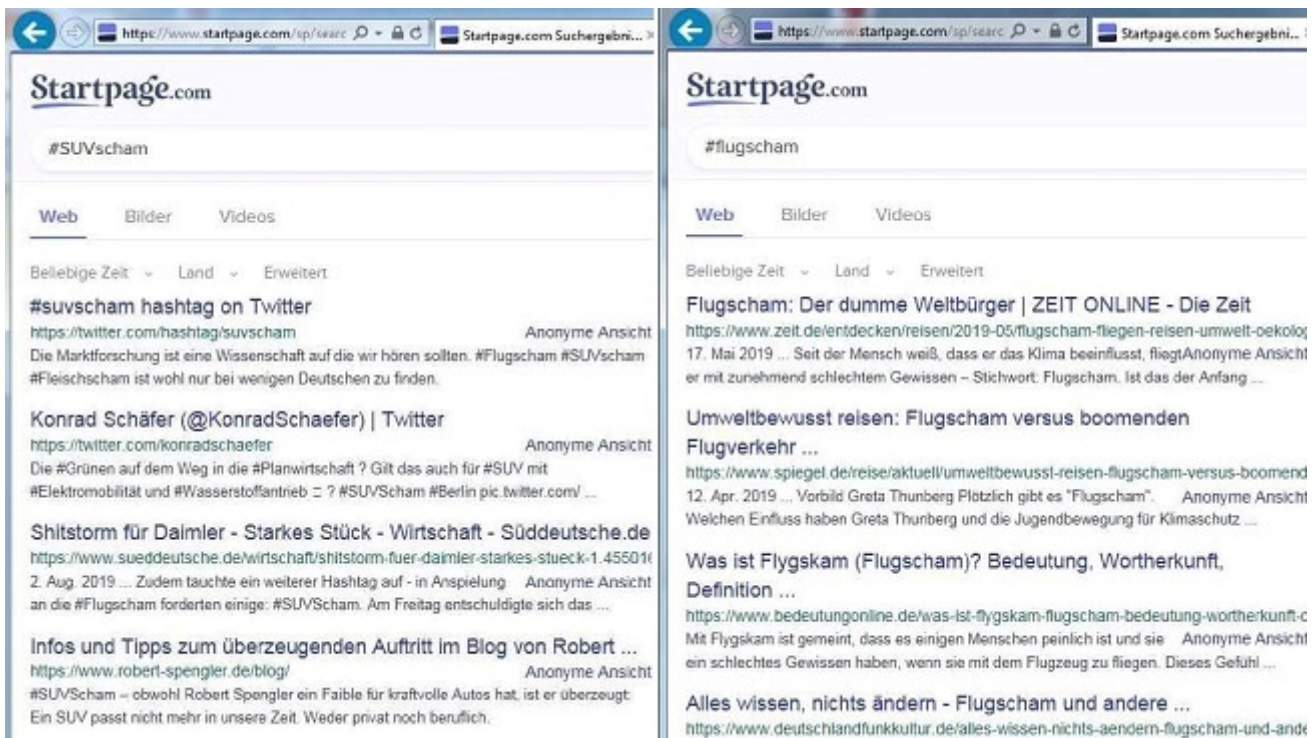 https://www.startpage.com/sp/searc
Startpage.com Suchergebni...
Startpage.com
#SUVscham
Web Bilder Videos
Beliebige Zeit Land Erweitert
#suvscham hashtag on Twitter
https://twitter.com/hashtag/suvscham Anonyme Ansicht
Die Marktforschung ist eine Wissenschaft auf die wir hören sollten. #Flugscham #SUVscham
#Fleischscham ist wohl nur bei wenigen Deutschen zu finden.
Konrad Schäfer (@KonradSchaefer) | Twitter
https://twitter.com/konradschaefer Anonyme Ansicht
Die #Grünen auf dem Weg in die #Planwirtschaft ? Gilt das auch für #SUV mit
#Elektromobilität und #Wasserstoffantrieb ? #SUVScham #Berlin pic.twitter.com/ ...
Shitstorm für Daimler - Starkes Stück - Wirtschaft - Süddeutsche.de
https://www.sueddeutsche.de/wirtschaft/shitstorm-fuer-daimler-starkes-stueck-1.45501
2. Aug. 2019 ... Zudem tauchte ein weiterer Hashtag auf - in Anspielung Anonyme Ansicht
an die #Flugscham forderten einige: #SUVScham. Am Freitag entschuldigte sich das ...
Infos und Tipps zum überzeugenden Auftritt im Blog von Robert ...
https://www.robert-spengler.de/blog/ Anonyme Ansicht
#SUVScham – obwohl Robert Spengler ein Faible für kraftvolle Autos hat, ist er überzeugt:
Ein SUV passt nicht mehr in unsere Zeit. Weder privat noch beruflich.
https://www.startpage.com/sp/searc
Startpage.com Suchergebni...
Startpage.com
#flugscham
Web Bilder Videos
Beliebige Zeit Land Erweitert
Flugscham: Der dumme Weltbürger | ZEIT ONLINE - Die Zeit
https://www.zeit.de/entdecken/reisen/2019-05/flugscham-fliegen-reisen-umwelt-oekolog
17. Mai 2019 ... Seit der Mensch weiß, dass er das Klima beeinflusst, fliegt Anonyme Ansicht
er mit zunehmend schlechtem Gewissen – Stichwort: Flugscham. Ist das der Anfang ...
Umweltbewusst reisen: Flugscham versus boomenden
Flugverkehr ...
https://www.spiegel.de/reise/aktuell/umweltbewusst-reisen-flugscham-versus-boomend
12. Apr. 2019 ... Vorbild Greta Thunberg Plötzlich gibt es "Flugscham". Anonyme Ansicht
Welchen Einfluss haben Greta Thunberg und die Jugendbewegung für Klimaschutz ...
Was ist Flygskam (Flugscham)? Bedeutung, Wortherkunft,
Definition ...
https://www.bedeutungonline.de/was-ist-flygskam-flugscham-bedeutung-wortherkunft-
Mit Flygskam ist gemeint, dass es einigen Menschen peinlich ist und sie Anonyme Ansicht
ein schlechtes Gewissen haben, wenn sie mit dem Flugzeug zu fliegen. Dieses Gefühl ...
Alles wissen, nichts ändern - Flugscham und andere ...
https://www.deutschlandfunkkultur.de/alles-wissen-nichts-aendern-flugscham-und-ande